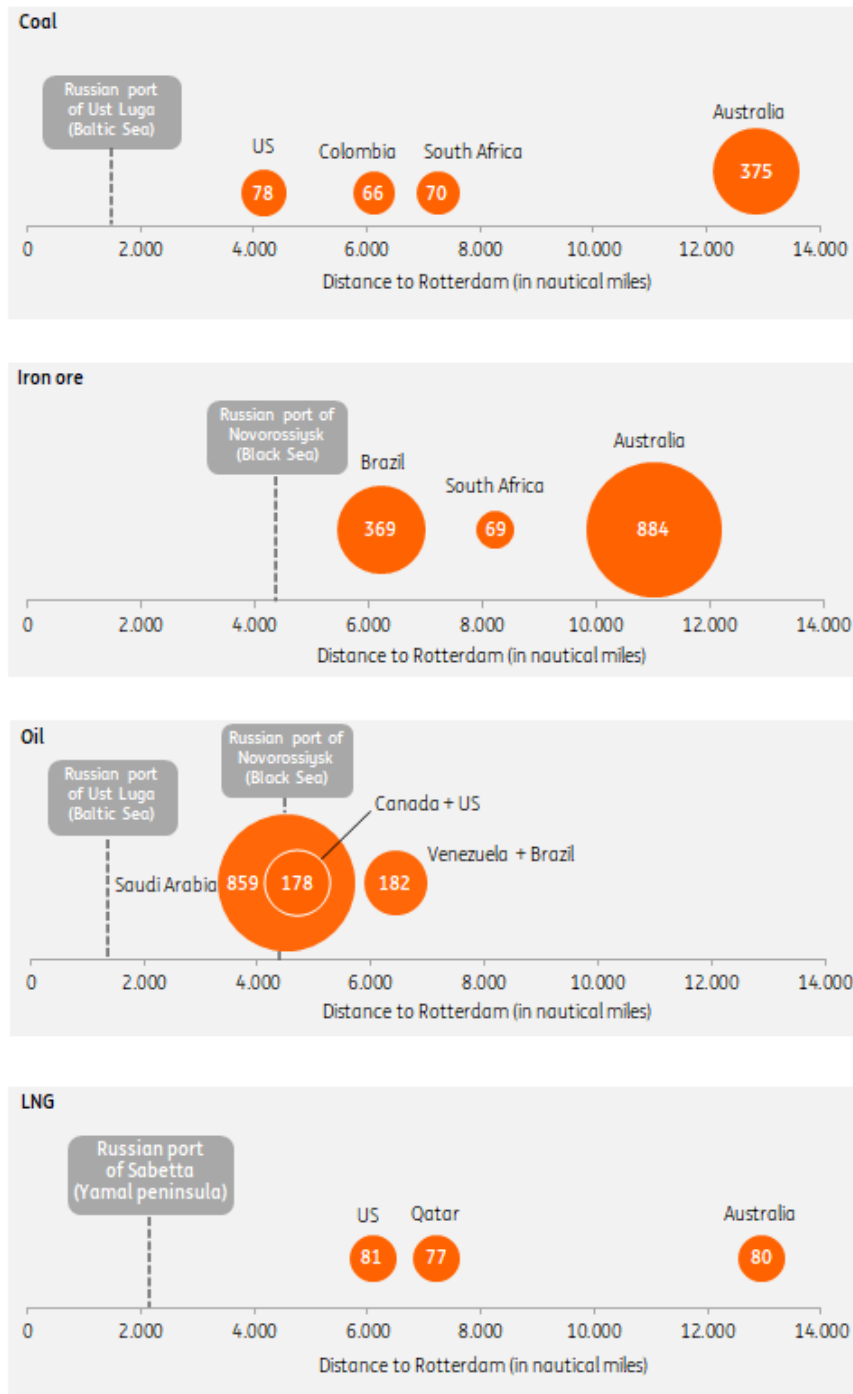 Coal
Russian port
of Ust Luga
(Baltic Sea)
US
Colombia
South Africa
Australia
78
66
70
375
0
2.000
4.000
6.000
8.000
10.000
12.000
14.000
Distance to Rotterdam (in nautical miles)
Iron ore
Russian port of
Novorossiysk
(Black Sea)
Brazil
South Africa
Australia
369
69
884
0
2.000
4.000
6.000
8.000
10.000
12.000
14.000
Distance to Rotterdam (in nautical miles)
Oil
Russian port of
Novorossiysk
(Black Sea)
Russian port
of Ust Luga
(Baltic Sea)
Canada + US
Venezuela + Brazil
Saudi Arabia
859
178
182
0
2.000
4.000
6.000
8.000
10.000
12.000
14.000
Distance to Rotterdam (in nautical miles)
LNG
Russian port
of Sabetta
(Yamal peninsula)
US
Qatar
Australia
81
77
80
0
2.000
4.000
6.000
8.000
10.000
12.000
14.000
Distance to Rotterdam (in nautical miles)